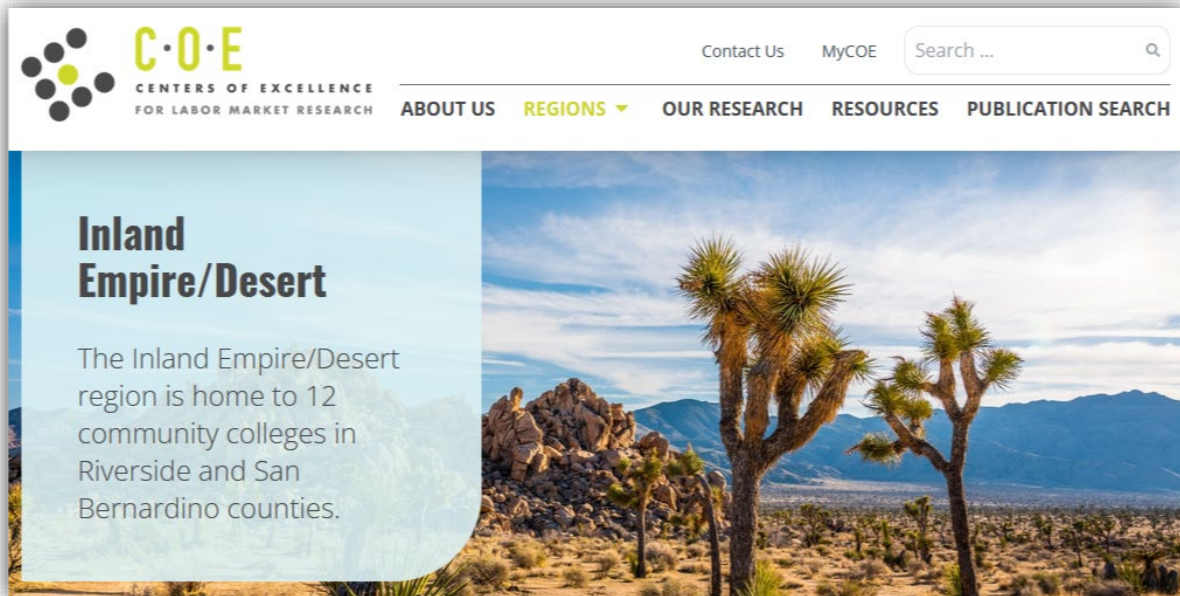 C·O·E
CENTERS OF EXCELLENCE
FOR LABOR MARKET RESEARCH
Contact Us MyCOE Search ...
ABOUT US REGIONS OUR RESEARCH RESOURCES PUBLICATION SEARCH
Inland
Empire/Desert
The Inland Empire/Desert
region is home to 12
community colleges in
Riverside and San
Bernardino counties.